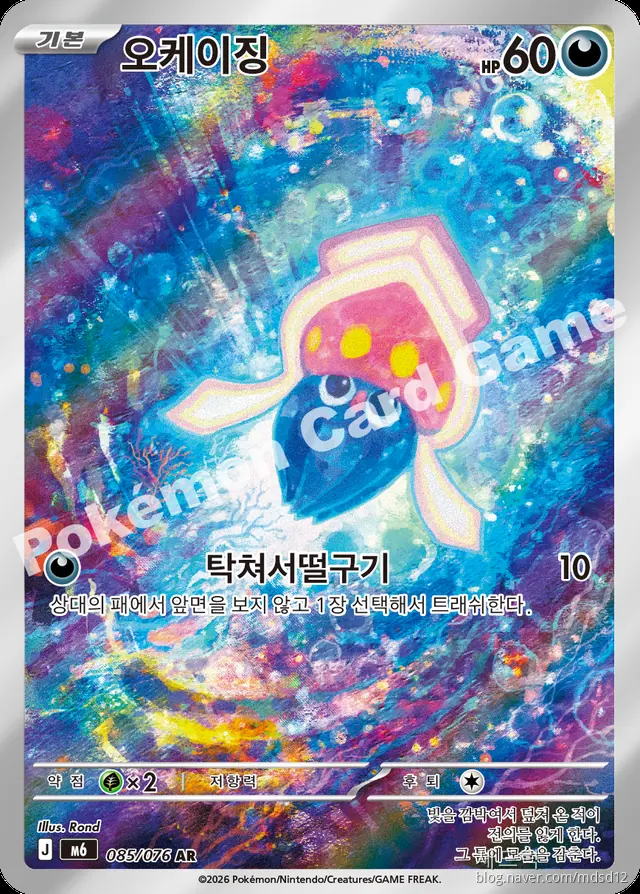 기본 오케이징 HP 60
Pokémon Card Game
탁쳐서떨구기 10
상대의 패에서 앞면을 보지 않고 1장 선택해서 트래쉬한다.
약점 ×2 저항력 후퇴
Illus. Rond
빛을 깜박여서 덮쳐 온 적이
전의를 잃게 한다.
그 틈에 모습을 감춘다.
J m6 085/076 AR
blog.naver.com/mdsd12
©2026 Pokémon/Nintendo/Creatures/GAME FREAK.